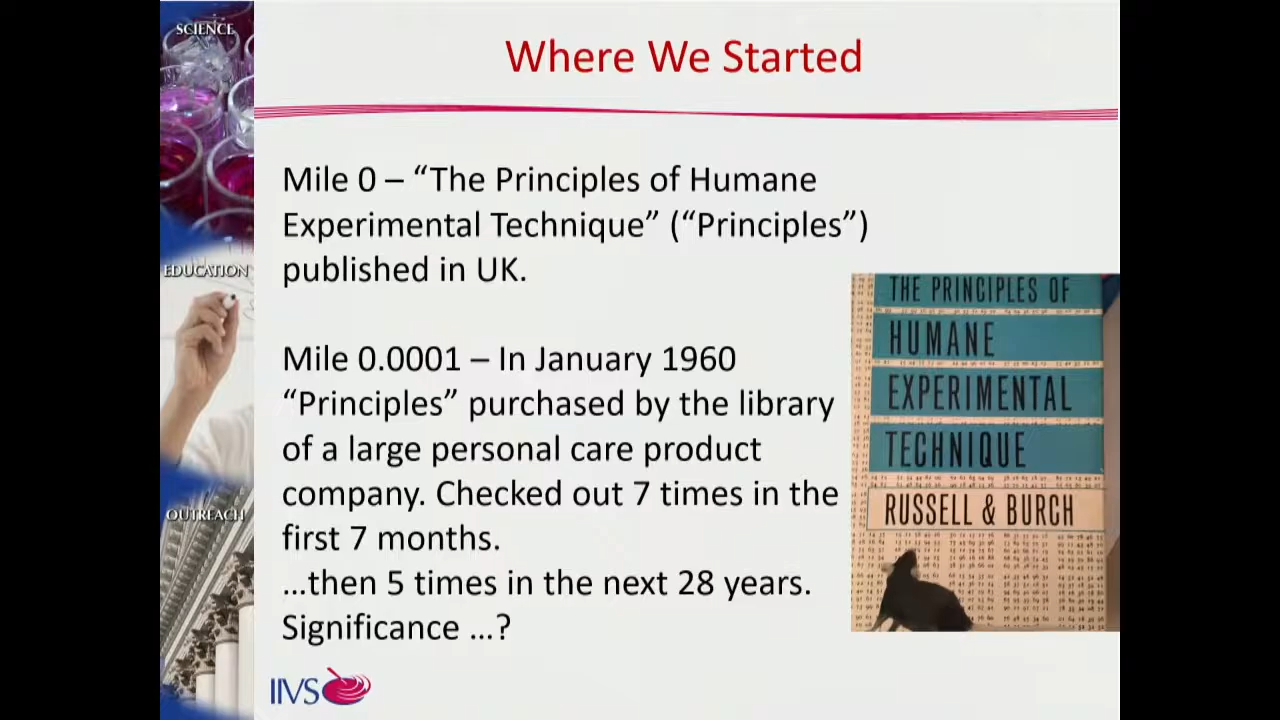 SCIENCE
Where We Started
Mile 0 – “The Principles of Humane
Experimental Technique” (“Principles”)
published in UK.
EDUCATION
THE PRINCIPLES OF
HUMANE
EXPERIMENTAL
TECHNIQUE
RUSSELL & BURCH
Mile 0.0001 – In January 1960
“Principles” purchased by the library
of a large personal care product
company. Checked out 7 times in the
first 7 months.
...then 5 times in the next 28 years.
Significance ...?
OUTREACH
IIVS